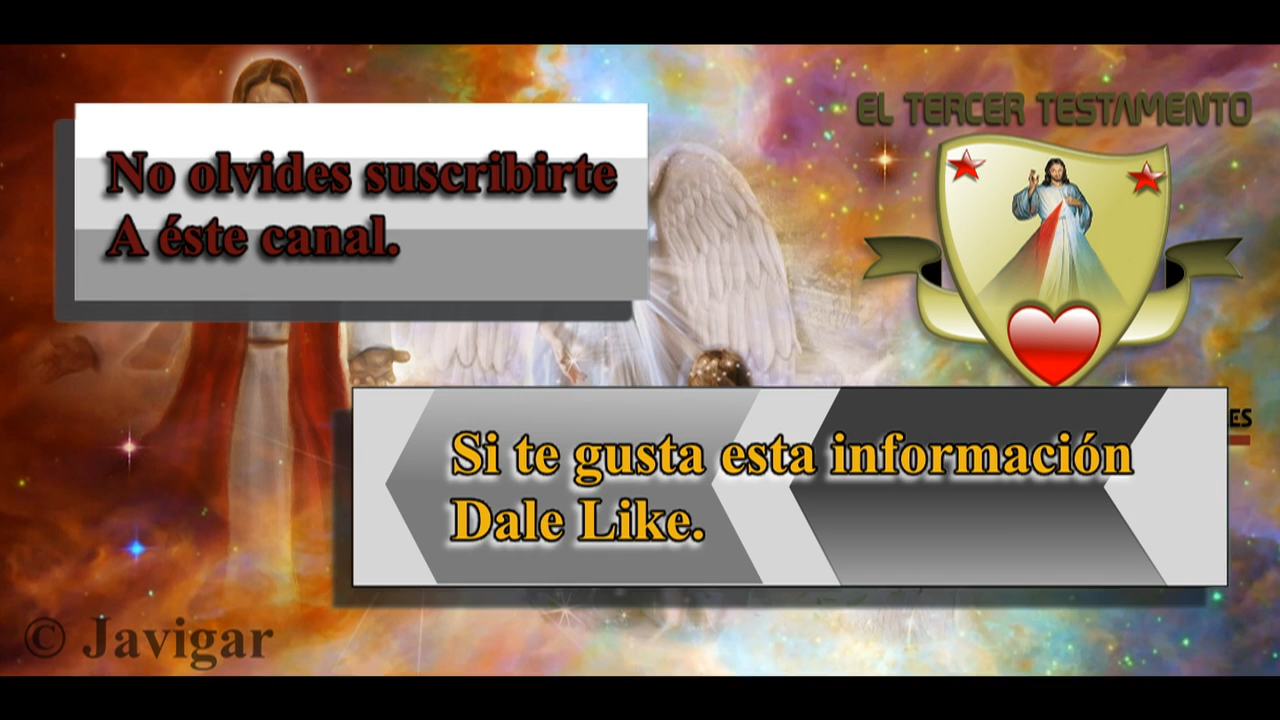 EL TERCER TESTAMENTO
No olvides suscribirte
A éste canal.
Si te gusta esta información
Dale Like.
© Javigar